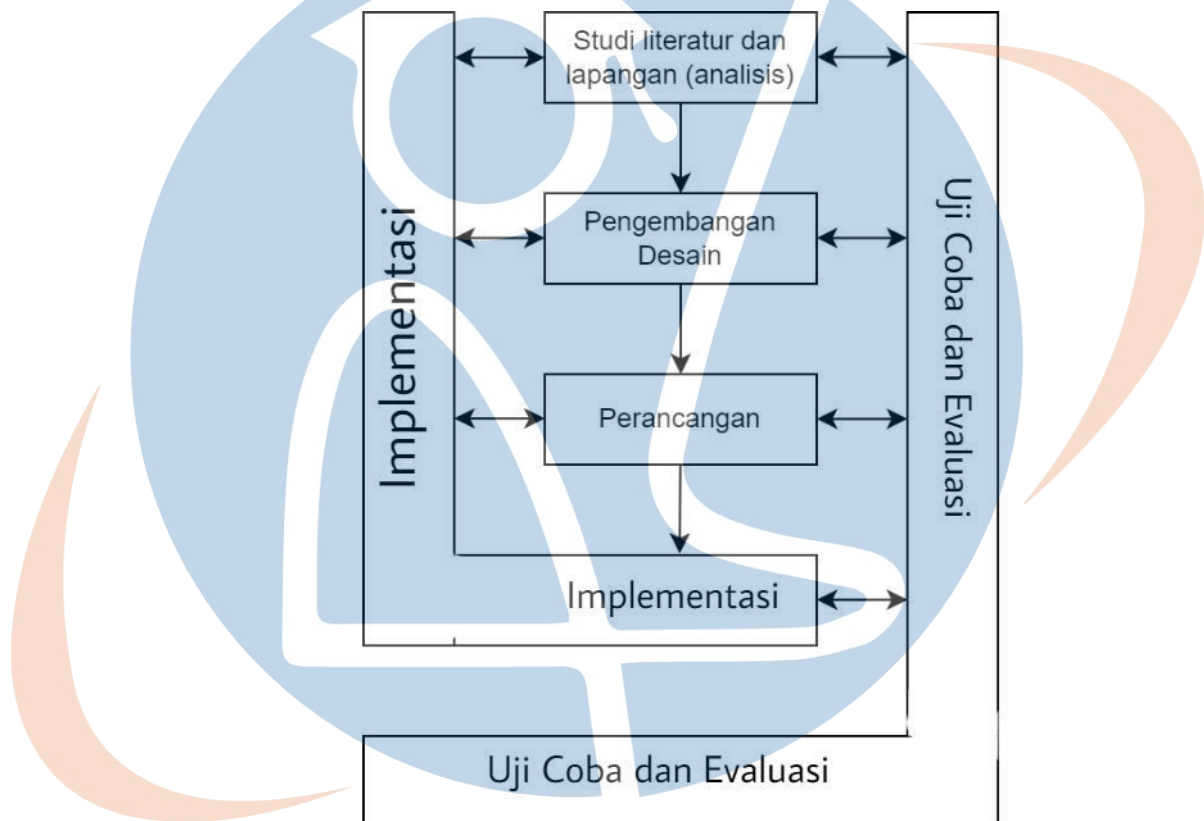 Studi literatur dan
lapangan (analisis)
Implementasi
Pengembangan
Desain
Uji Coba dan Evaluasi
Perancangan
Implementasi
Uji Coba dan Evaluasi